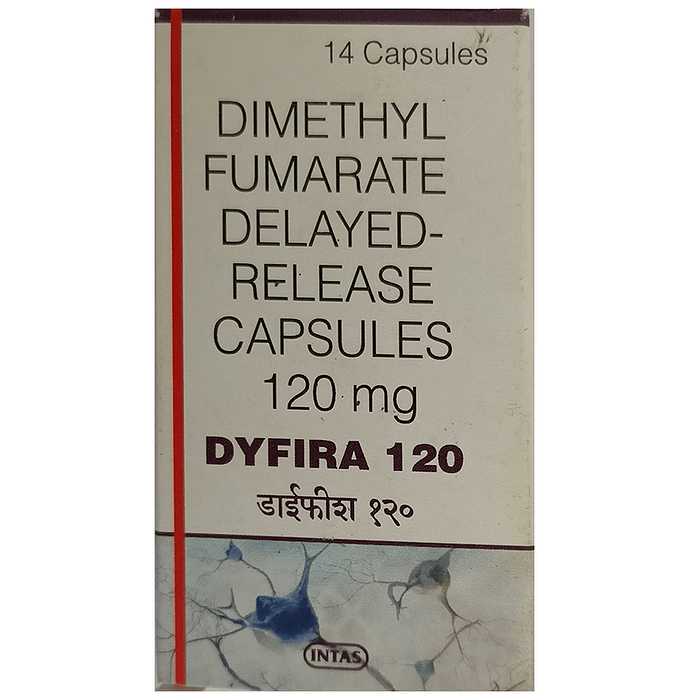 14 Capsules
DIMETHYL
FUMARATE
DELAYED-
RELEASE
CAPSULES
120 mg
DYFIRA 120
डाईफीरा १२०
INTAS